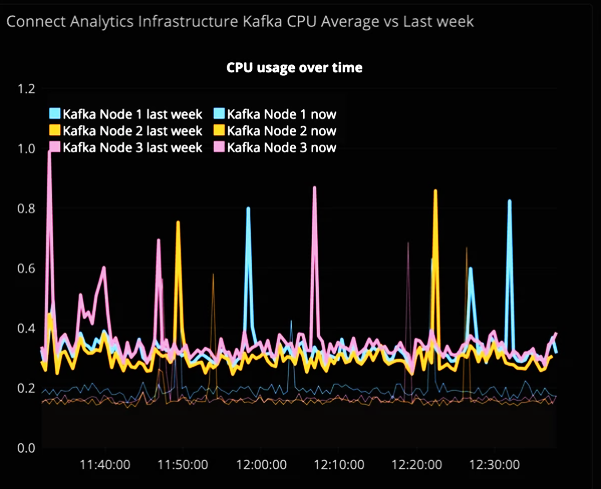 Connect Analytics Infrastructure Kafka CPU Average vs Last week
CPU usage over time
1.2
Kafka Node 1 last week Kafka Node 1 now
Kafka Node 2 last week Kafka Node 2 now
1.0
Kafka Node 3 last week Kafka Node 3 now
0.8
0.6
0.4
0.2
0.0
11:40:00 11:50:00 12:00:00 12:10:00 12:20:00 12:30:00